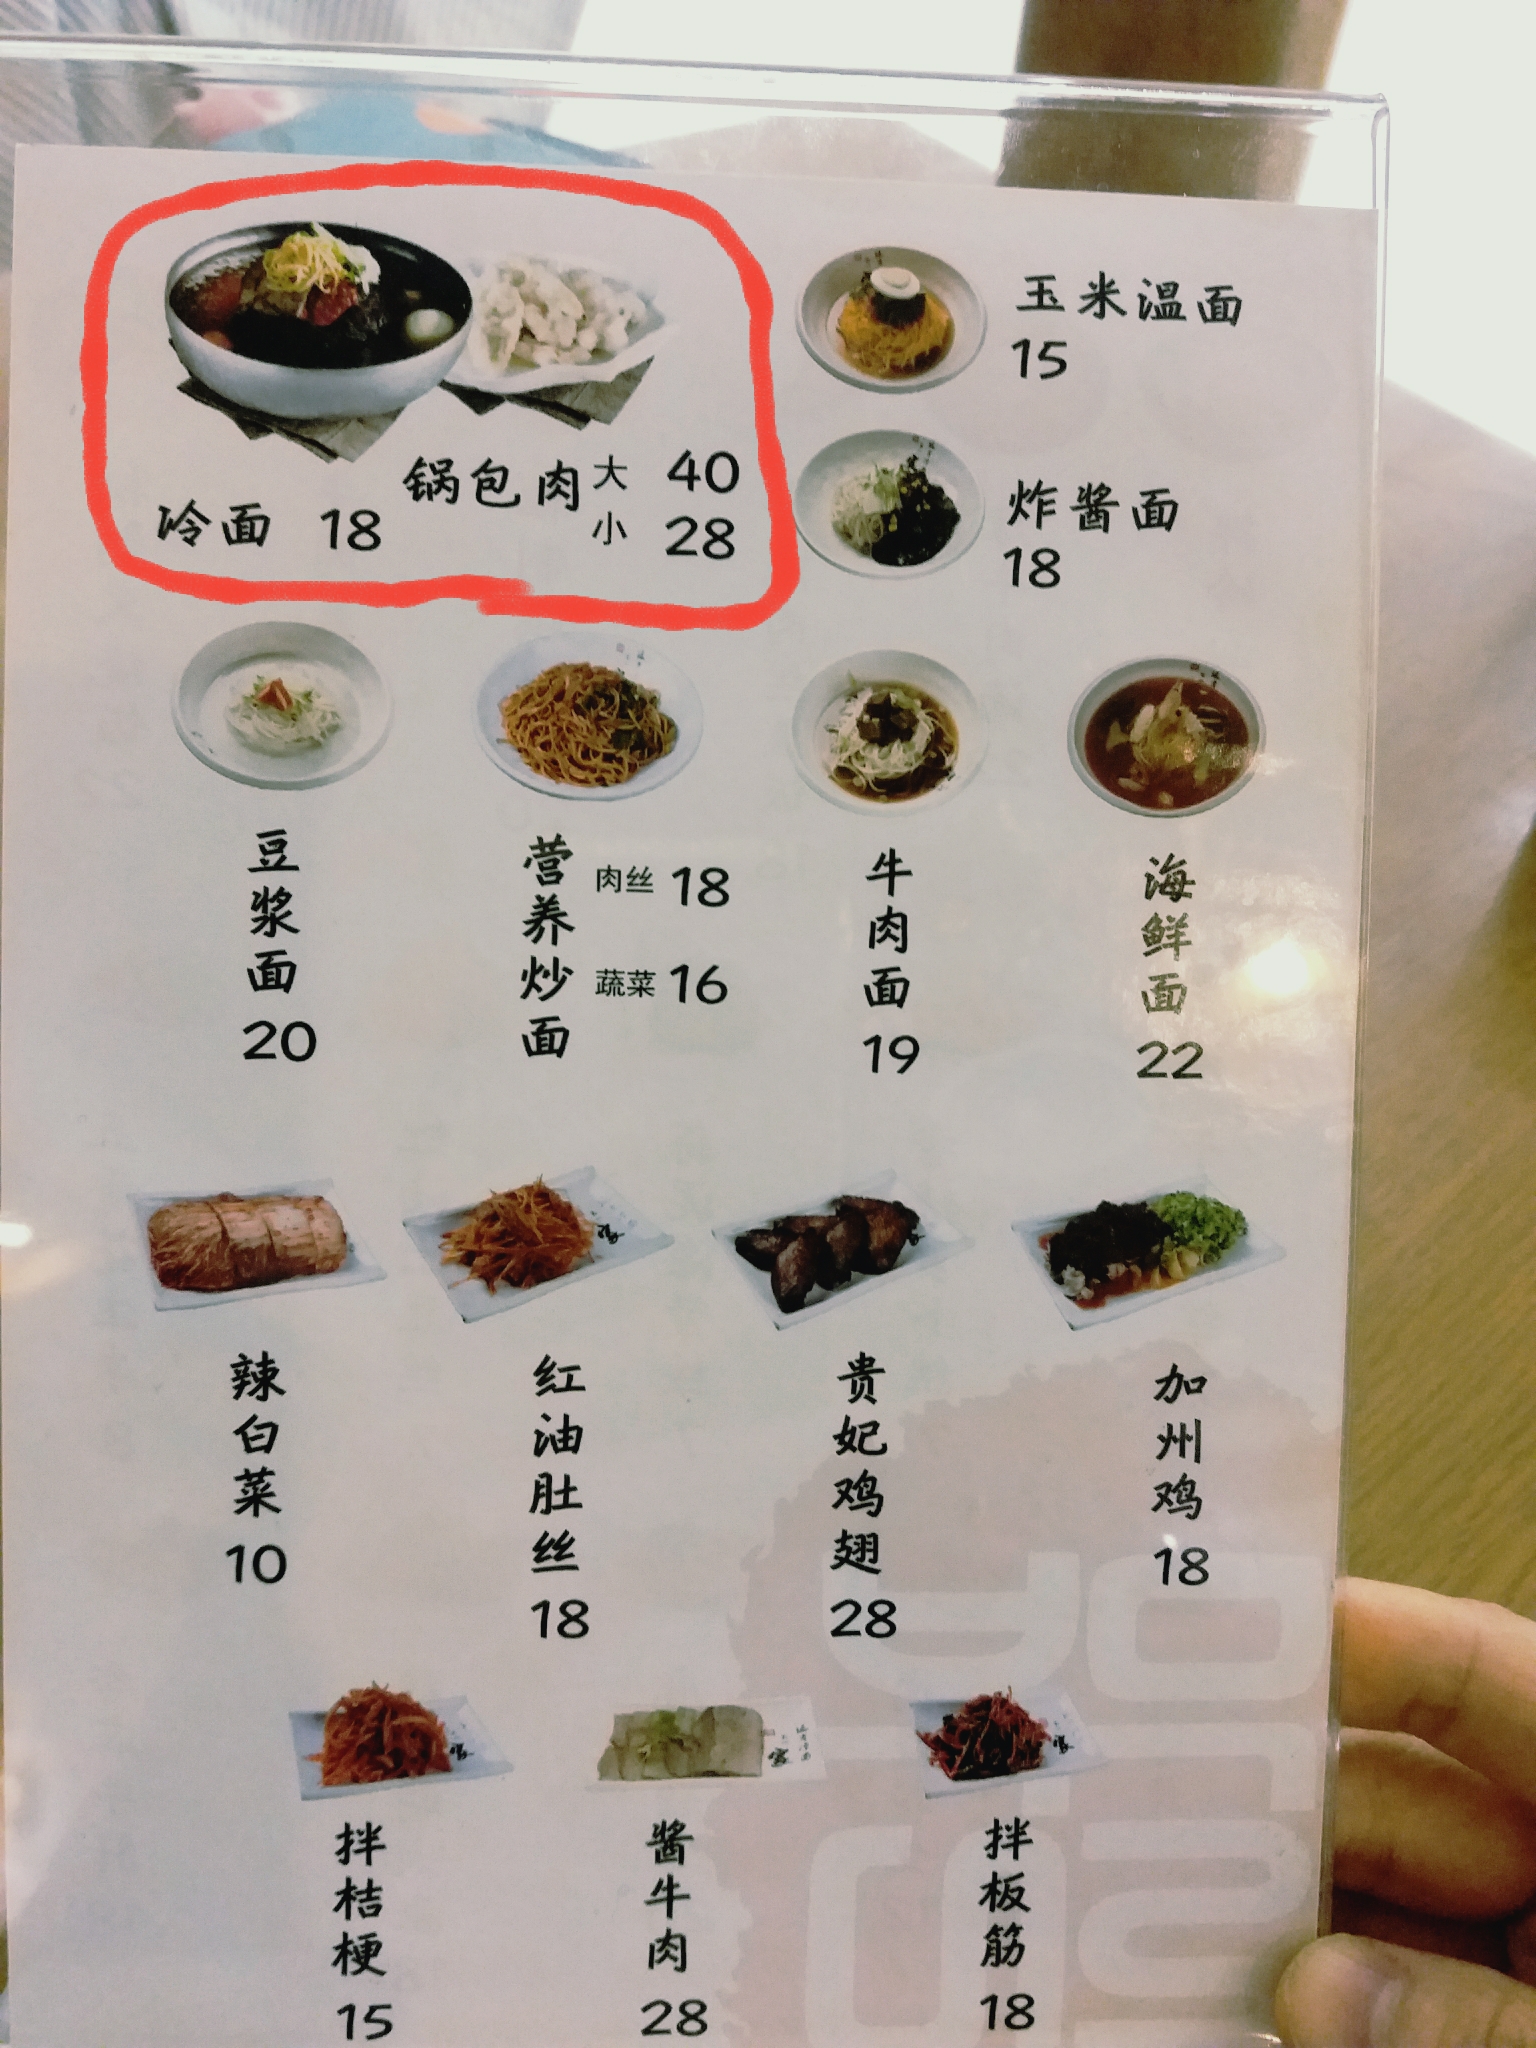 冷面 18
锅包肉 大 40
小 28
玉米温面
15
炸酱面
18
豆浆面
20
营养炒面
肉丝 18
蔬菜 16
牛肉面
19
海鲜面
22
辣白菜
10
红油肚丝
18
贵妃鸡翅
28
加州鸡
18
拌桔梗
15
酱牛肉
28
拌板筋
18